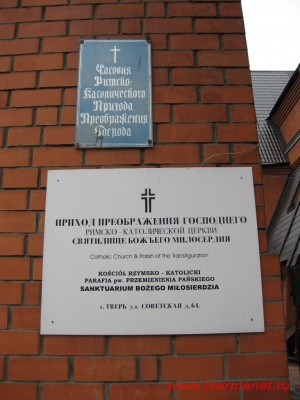 Часовня
Римско-
Католического
Прихода
Преображения
Господа
ПРИХОД ПРЕОБРАЖЕНИЯ ГОСПОДНЕГО
РИМСКО - КАТОЛИЧЕСКОЙ ЦЕРКВИ
СВЯТИЛИЩЕ БОЖЬЕГО МИЛОСЕРДИЯ
Catholic Church & Parish of the Transfiguration
KOŚCIÓŁ RZYMSKO - KATOLICKI
PARAFIA pw. PRZEMIENIENIA PAŃSKIEGO
SANKTUARIUM BOŻEGO MIŁOSIERDZIA
г. ТВЕРЬ ул. СОВЕТСКАЯ д. 64.
www.tverplanet.ru